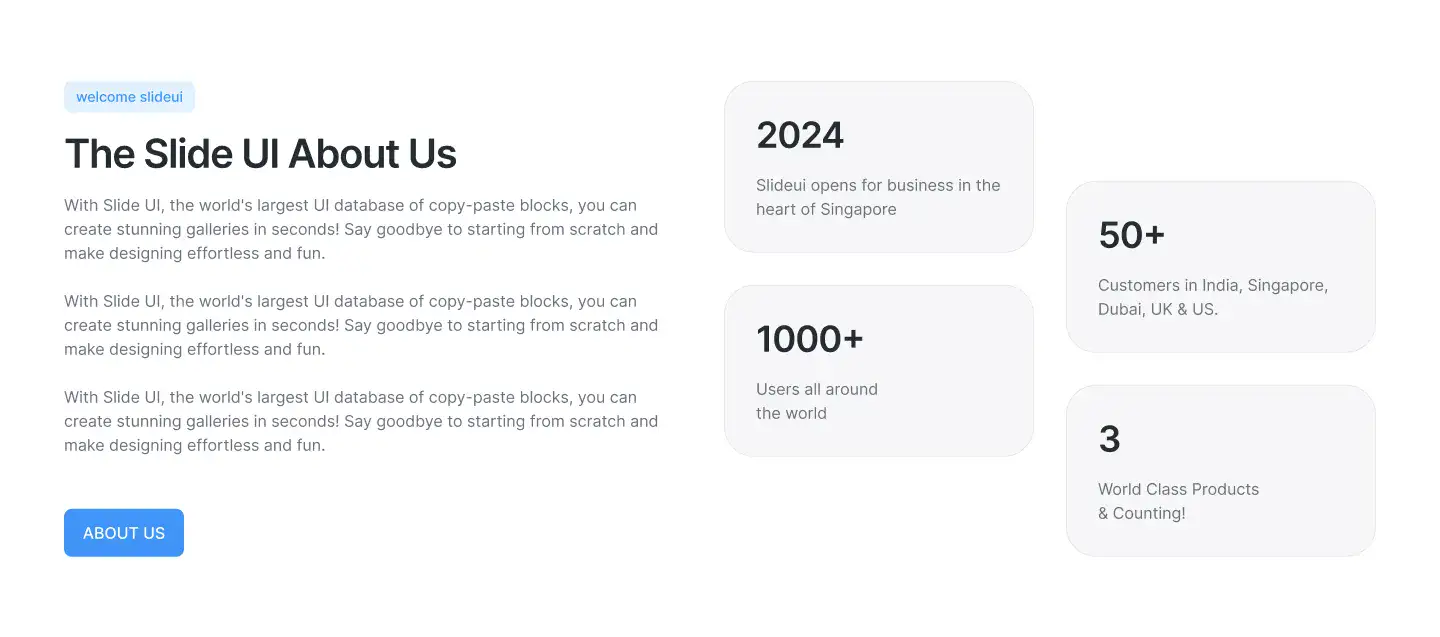 welcome slideui
The Slide UI About Us
With Slide UI, the world's largest UI database of copy-paste blocks, you can
create stunning galleries in seconds! Say goodbye to starting from scratch and
make designing effortless and fun.
With Slide UI, the world's largest UI database of copy-paste blocks, you can
create stunning galleries in seconds! Say goodbye to starting from scratch and
make designing effortless and fun.
With Slide UI, the world's largest UI database of copy-paste blocks, you can
create stunning galleries in seconds! Say goodbye to starting from scratch and
make designing effortless and fun.
ABOUT US
2024
Slideui opens for business in the
heart of Singapore
1000+
Users all around
the world
50+
Customers in India, Singapore,
Dubai, UK & US.
3
World Class Products
& Counting!